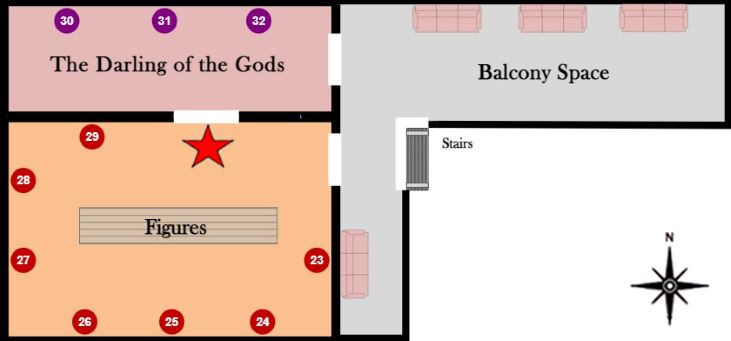 30 31 32
The Darling of the Gods
Balcony Space
29
Stairs
28
Figures
27
23
N
26 25 24